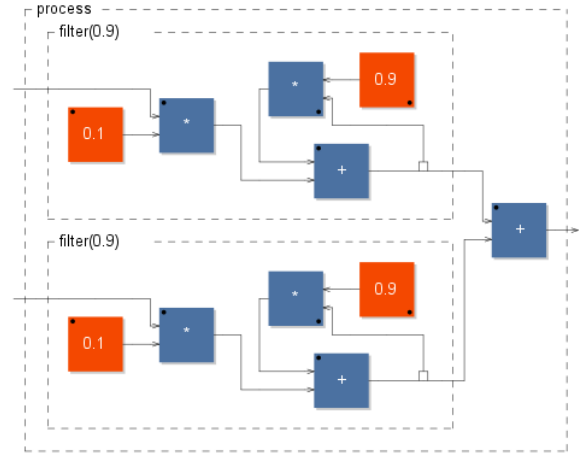 process
filter(0.9)
* 0.9
0.1 *
+
+
filter(0.9)
* 0.9
0.1 *
+